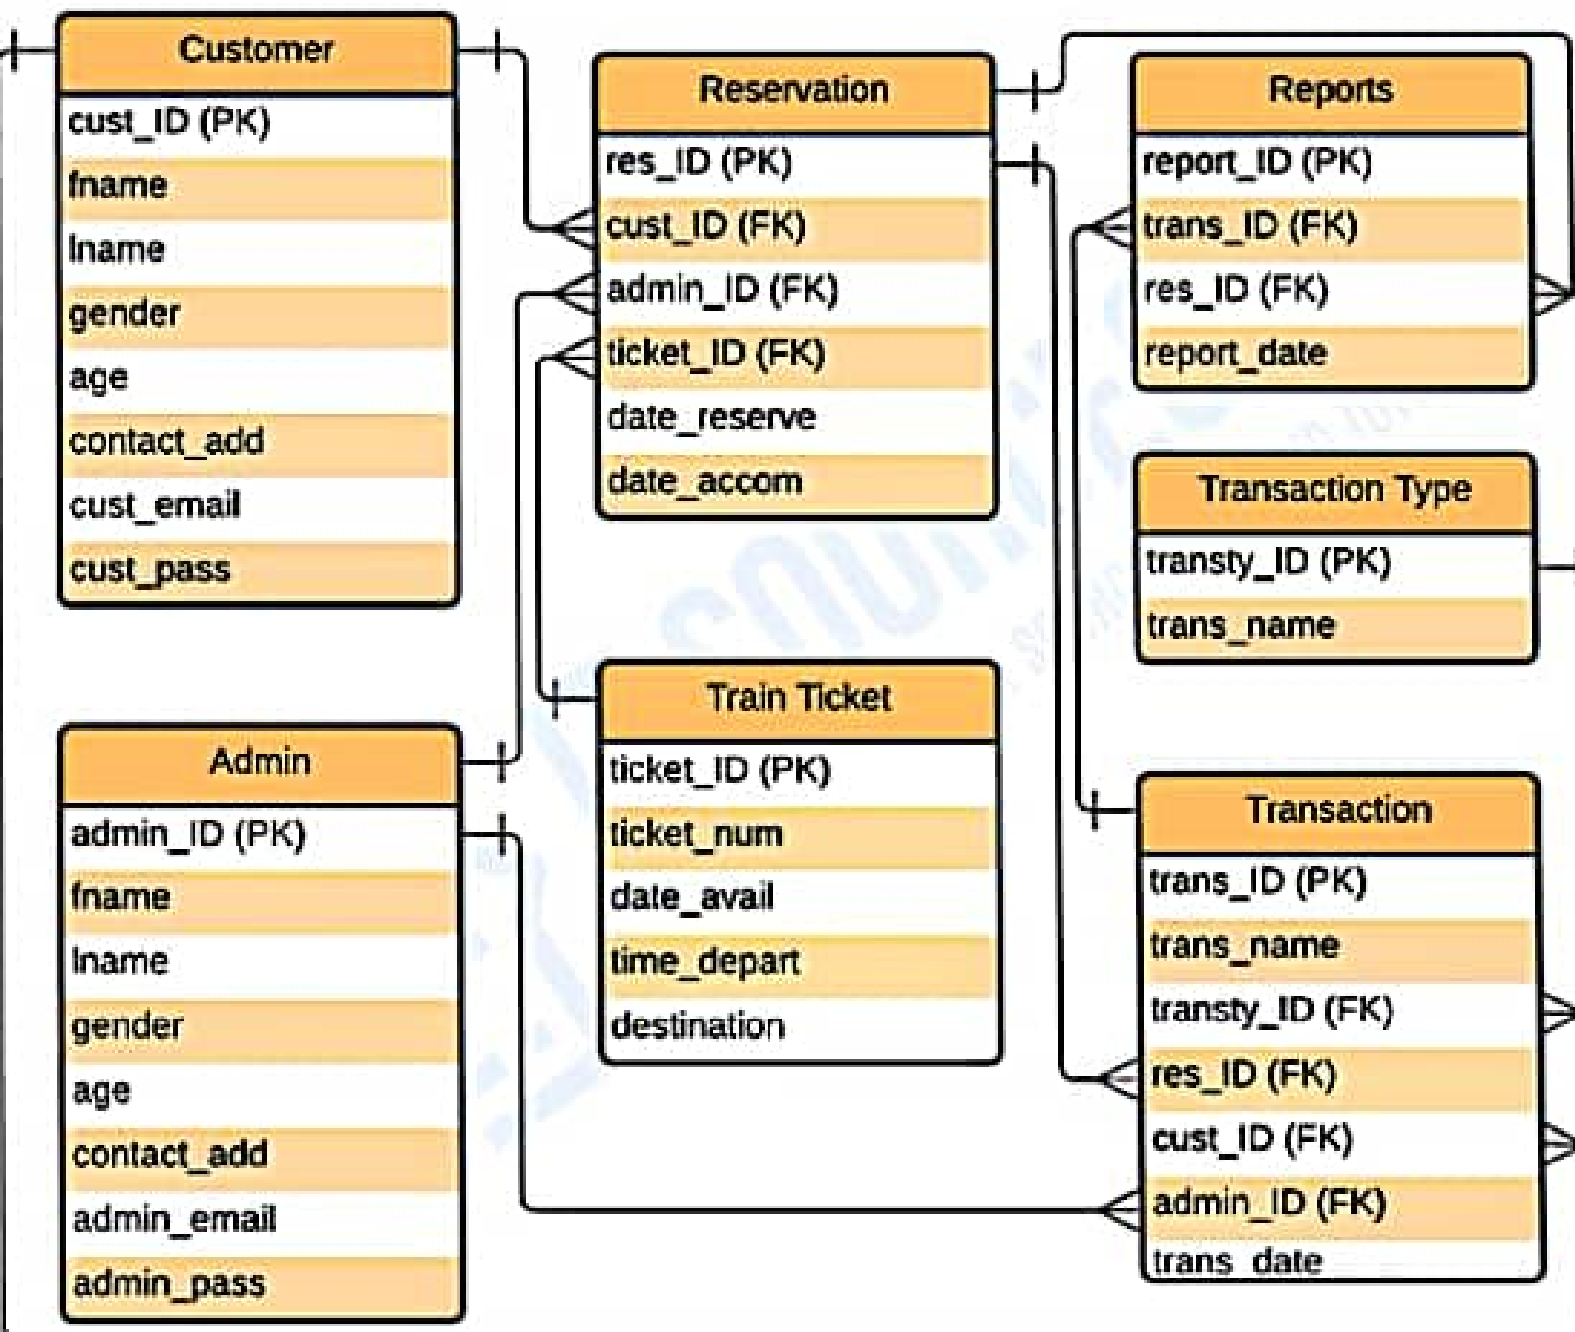 Customer
cust_ID (PK)
fname
lname
gender
age
contact_add
cust_email
cust_pass
Reservation
res_ID (PK)
cust_ID (FK)
admin_ID (FK)
ticket_ID (FK)
date_reserve
date_accom
Reports
report_ID (PK)
trans_ID (FK)
res_ID (FK)
report_date
Transaction Type
transty_ID (PK)
trans_name
Admin
admin_ID (PK)
fname
lname
gender
age
contact_add
admin_email
admin_pass
Train Ticket
ticket_ID (PK)
ticket_num
date_avail
time_depart
destination
Transaction
trans_ID (PK)
trans_name
transty_ID (FK)
res_ID (FK)
cust_ID (FK)
admin_ID (FK)
trans_date